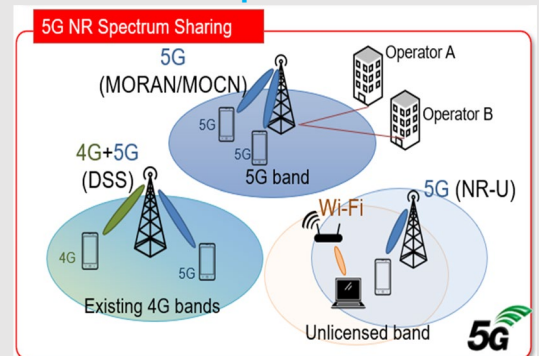 5G NR Spectrum Sharing
5G
(MORAN/MOCN)
Operator A
Operator B
5G
5G
5G band
4G+5G
(DSS)
4G
5G
Existing 4G bands
5G (NR-U)
Wi-Fi
Unlicensed band
5G